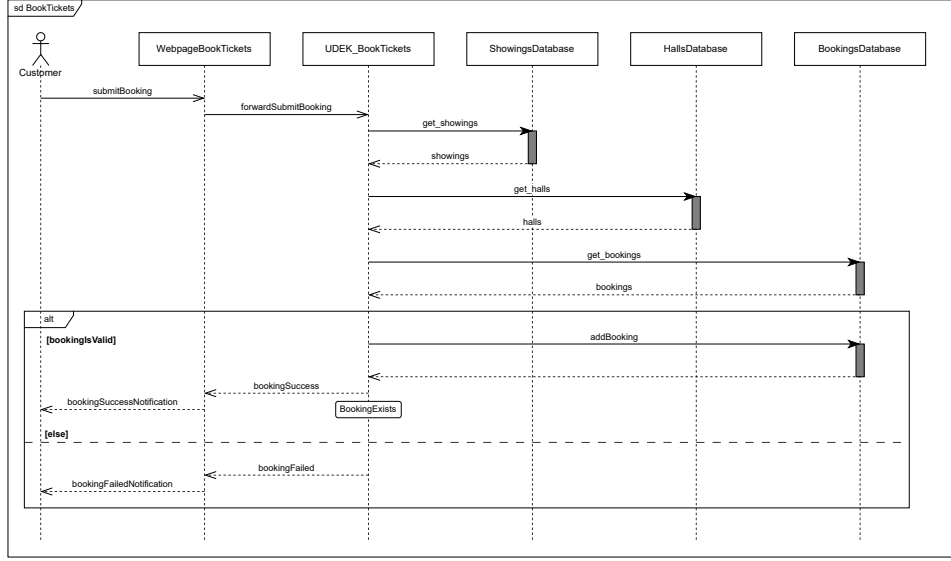 sd BookTickets
Customer
WebpageBookTickets
UDEK_BookTickets
ShowingsDatabase
HallsDatabase
BookingsDatabase
submitBooking
forwardSubmitBooking
get_showings
showings
get_halls
halls
get_bookings
bookings
alt
[bookingIsValid]
addBooking
bookingSuccess
bookingSuccessNotification
BookingExists
[else]
bookingFailed
bookingFailedNotification